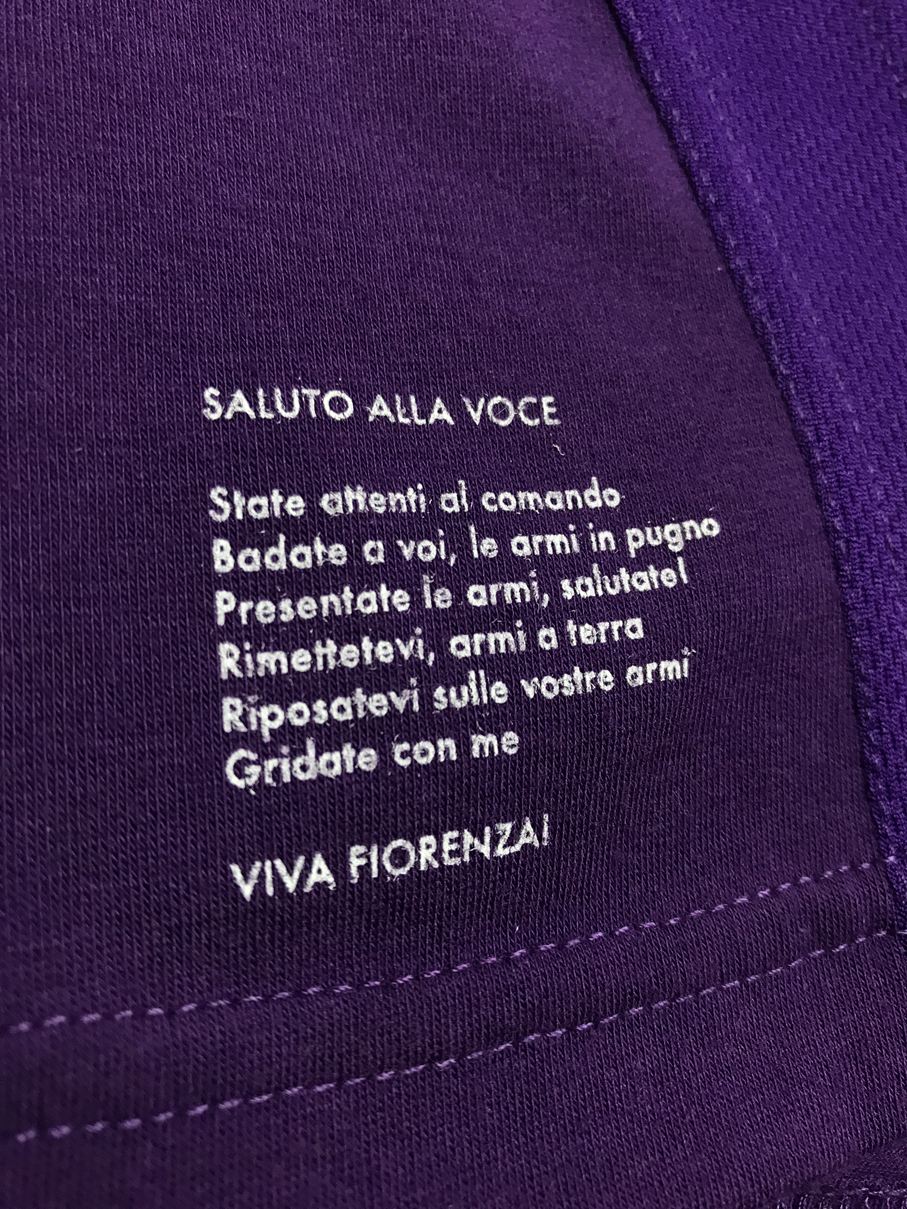 SALUTO ALLA VOCE
State attenti al comando
Badate a voi, le armi in pugno
Presentate le armi, salutate!
Rimettetevi, armi a terra
Riposatevi sulle vostre armi
Gridate con me
VIVA FIORENZA!